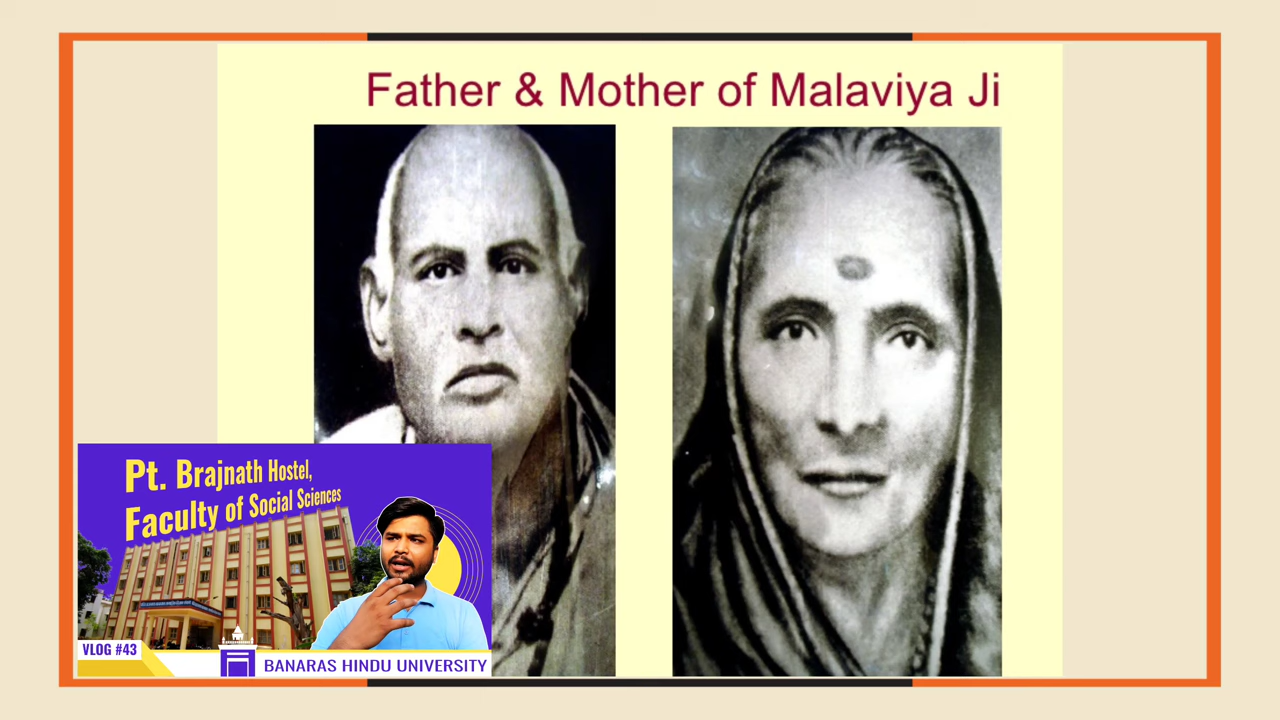 Father & Mother of Malaviya Ji
Pt. Brajnath Hostel,
Faculty of Social Sciences
VLOG #43
BANARAS HINDU UNIVERSITY